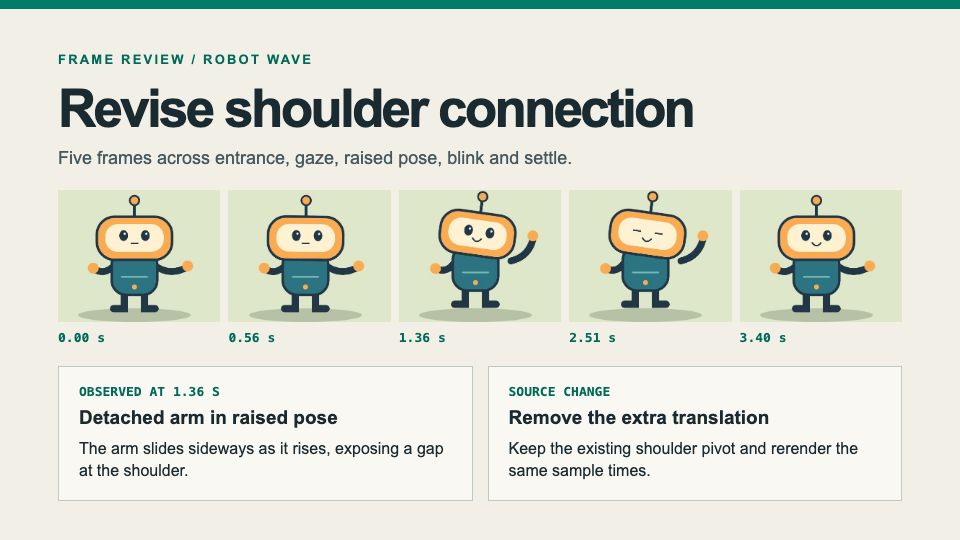 FRAME REVIEW / ROBOT WAVE
Revise shoulder connection
Five frames across entrance, gaze, raised pose, blink and settle.
0.00 s
0.56 s
1.36 s
2.51 s
3.40 s
OBSERVED AT 1.36 S
Detached arm in raised pose
The arm slides sideways as it rises, exposing a gap
at the shoulder.
SOURCE CHANGE
Remove the extra translation
Keep the existing shoulder pivot and rerender the
same sample times.